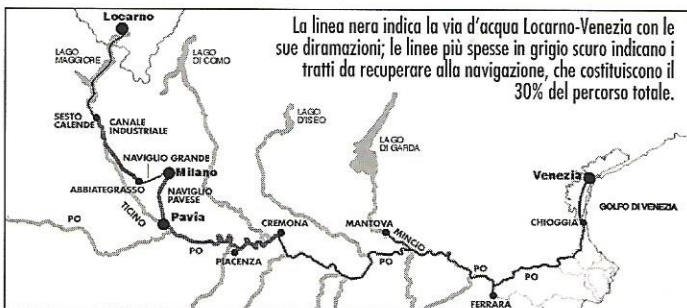 La linea nera indica la via d'acqua Locarno-Venezia con le
sue diramazioni; le linee più spesse in grigio scuro indicano i
tratti da recuperare alla navigazione, che costituiscono il
30% del percorso totale.
Locarno
LAGO
MAGGIORE
LAGO
DI COMO
LAGO
D'ISEO
LAGO
DI GARDA
SESTO
CALENDE
CANALE
INDUSTRIALE
NAVIGLIO GRANDE
Milano
ABBIATEGRASSO
NAVIGLIO
PAVESE
TICINO
PO
Pavia
PO
PIACENZA
CREMONA
MANTOVA
MINCIO
PO
PO
FERRARA
PO
Venezia
CHIOGGIA
GOLFO DI VENEZIA